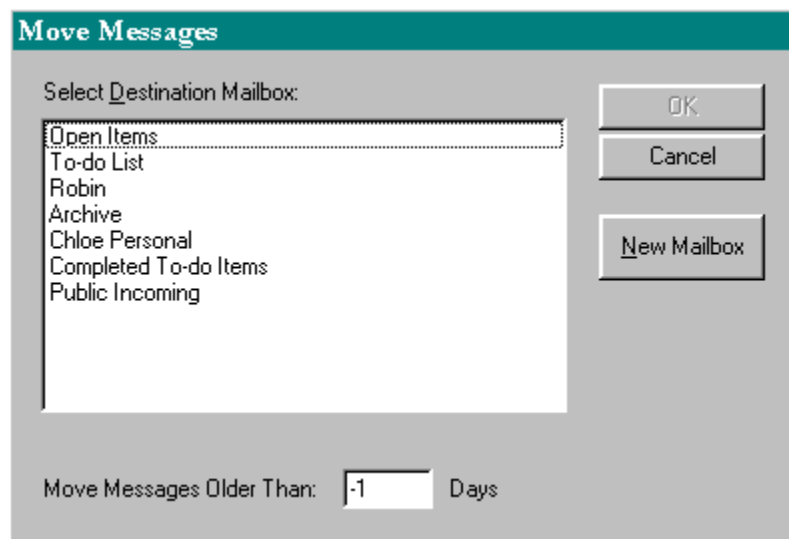 Move Messages
Select Destination Mailbox:
Open Items
To-do List
Robin
Archive
Chloe Personal
Completed To-do Items
Public Incoming
OK
Cancel
New Mailbox
Move Messages Older Than: -1 Days